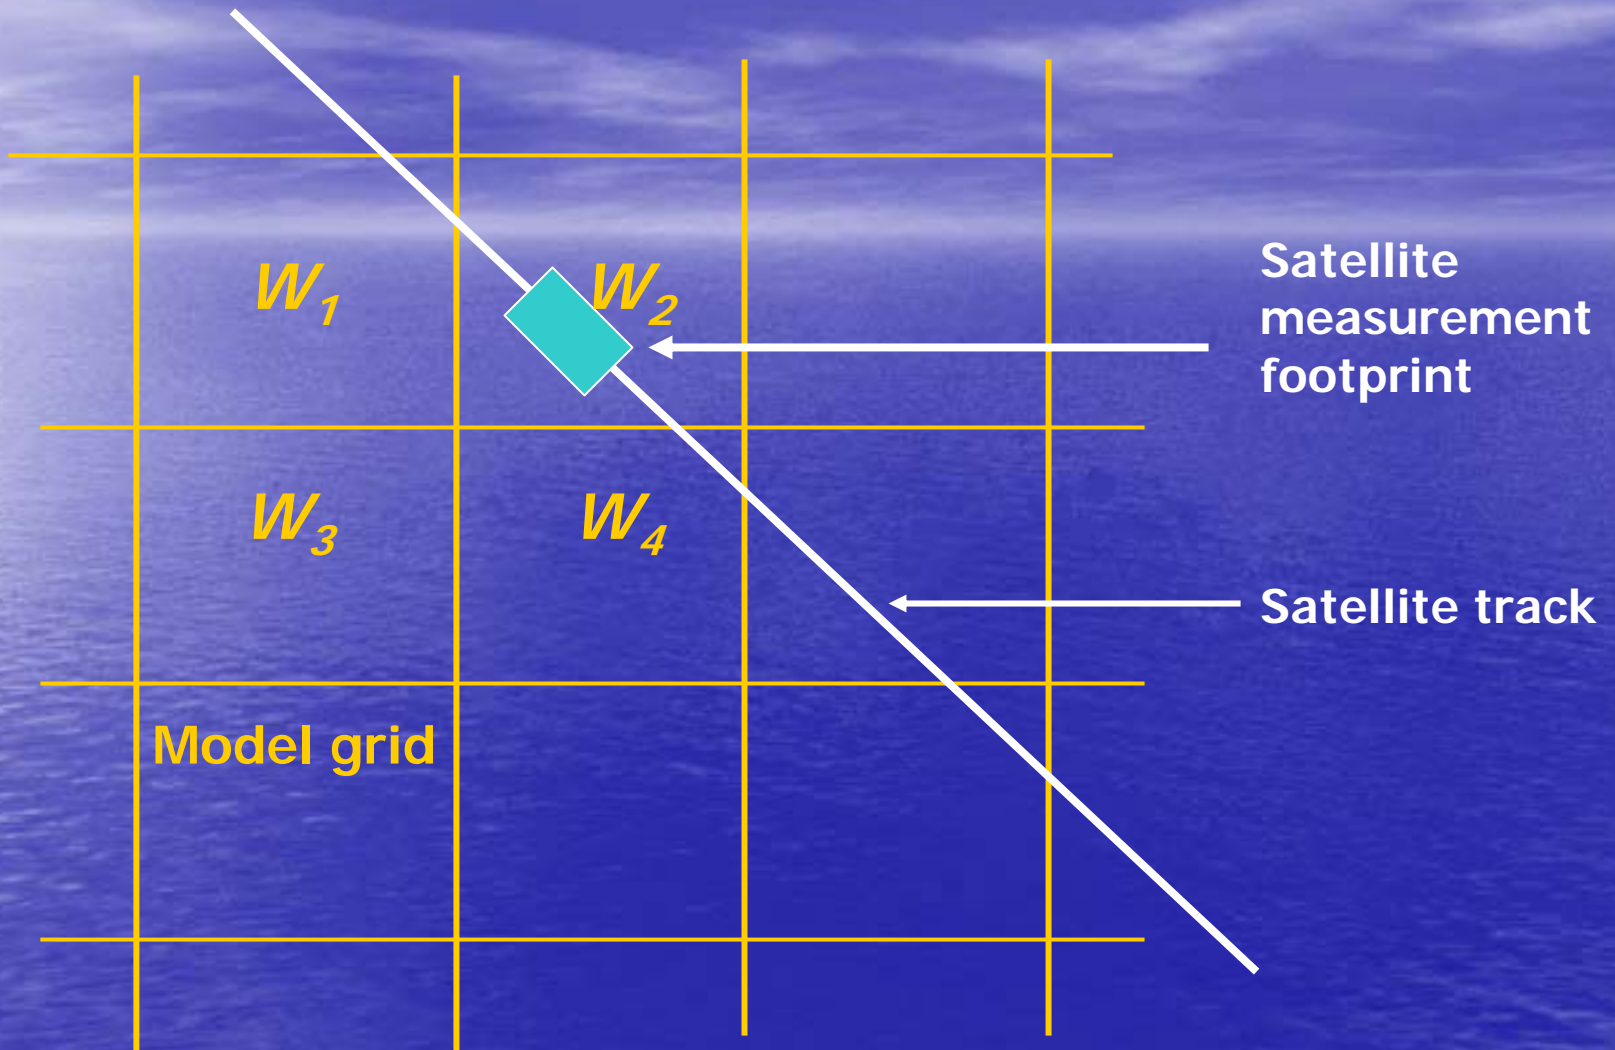 W1
W2
Satellite
measurement
footprint
W3
W4
Satellite track
Model grid